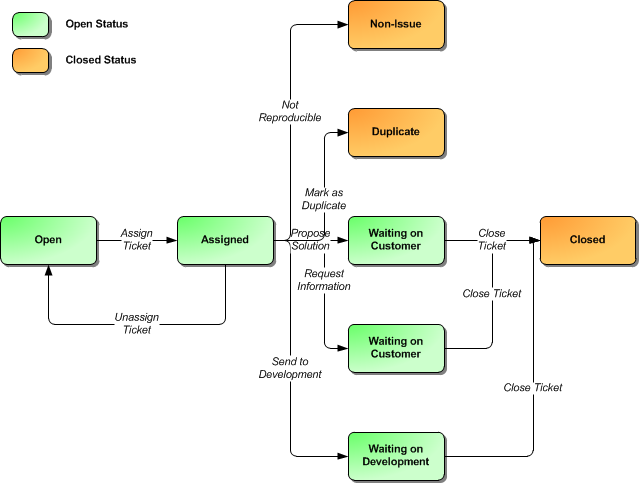 Open Status
Closed Status
Non-Issue
Not
Reproducible
Duplicate
Mark as
Duplicate
Open
Assign
Ticket
Assigned
Propose
Solution
Waiting on
Customer
Close
Ticket
Closed
Request
Information
Close Ticket
Unassign
Ticket
Waiting on
Customer
Send to
Development
Close Ticket
Waiting on
Development